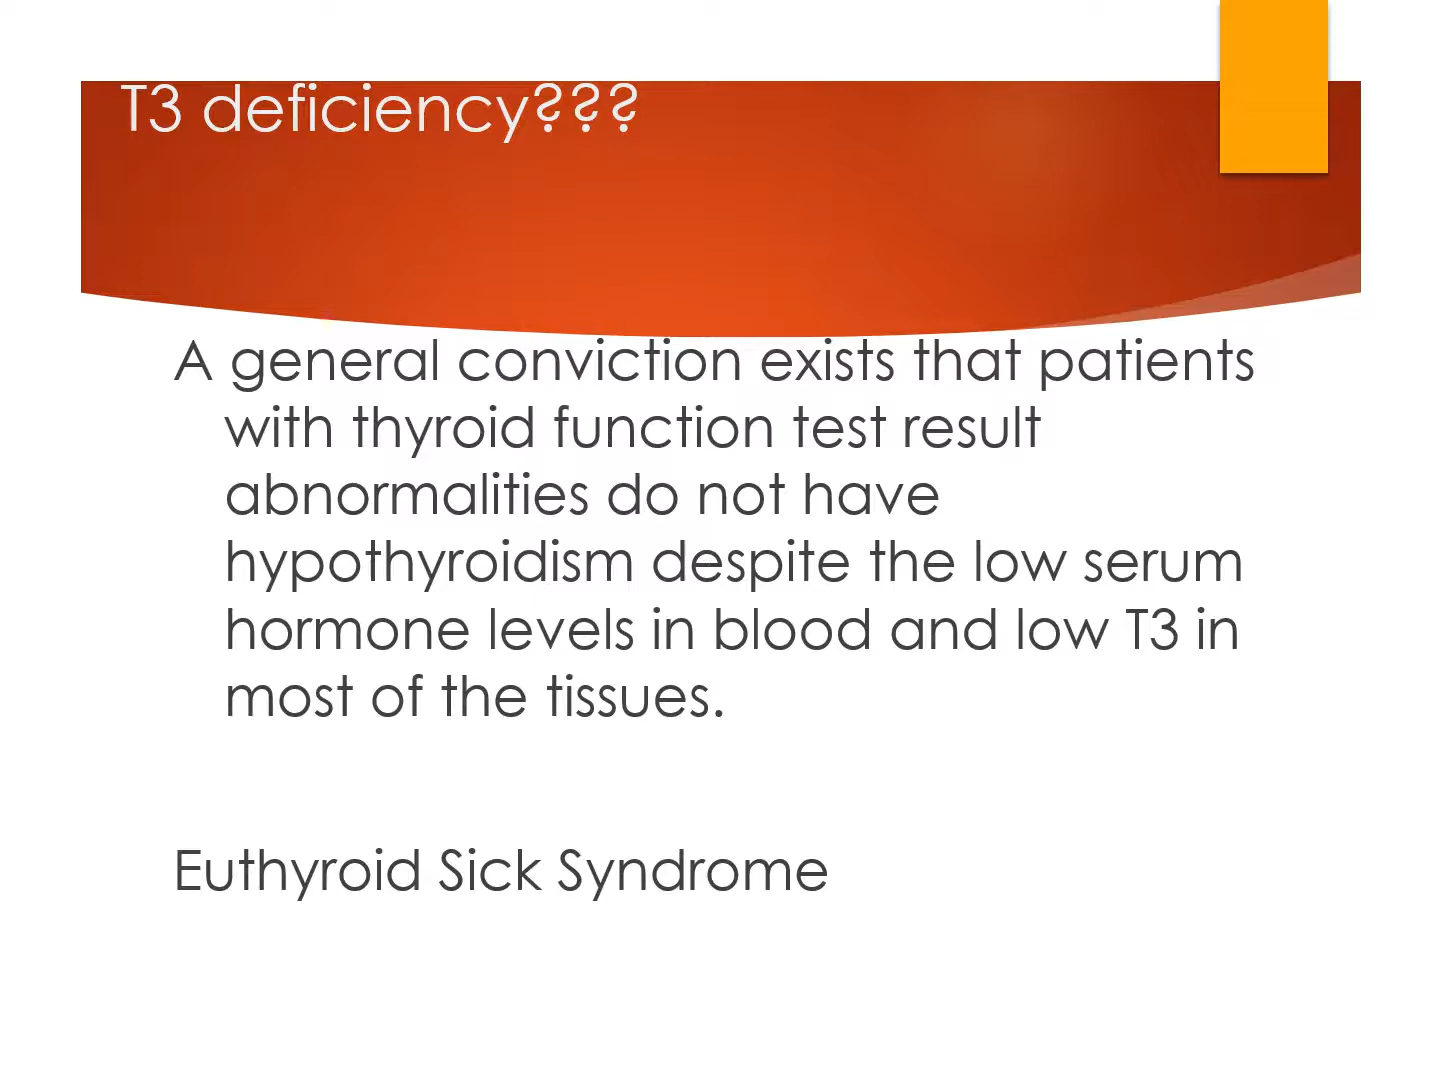 T3 deficiency???
A general conviction exists that patients
with thyroid function test result
abnormalities do not have
hypothyroidism despite the low serum
hormone levels in blood and low T3 in
most of the tissues.
Euthyroid Sick Syndrome